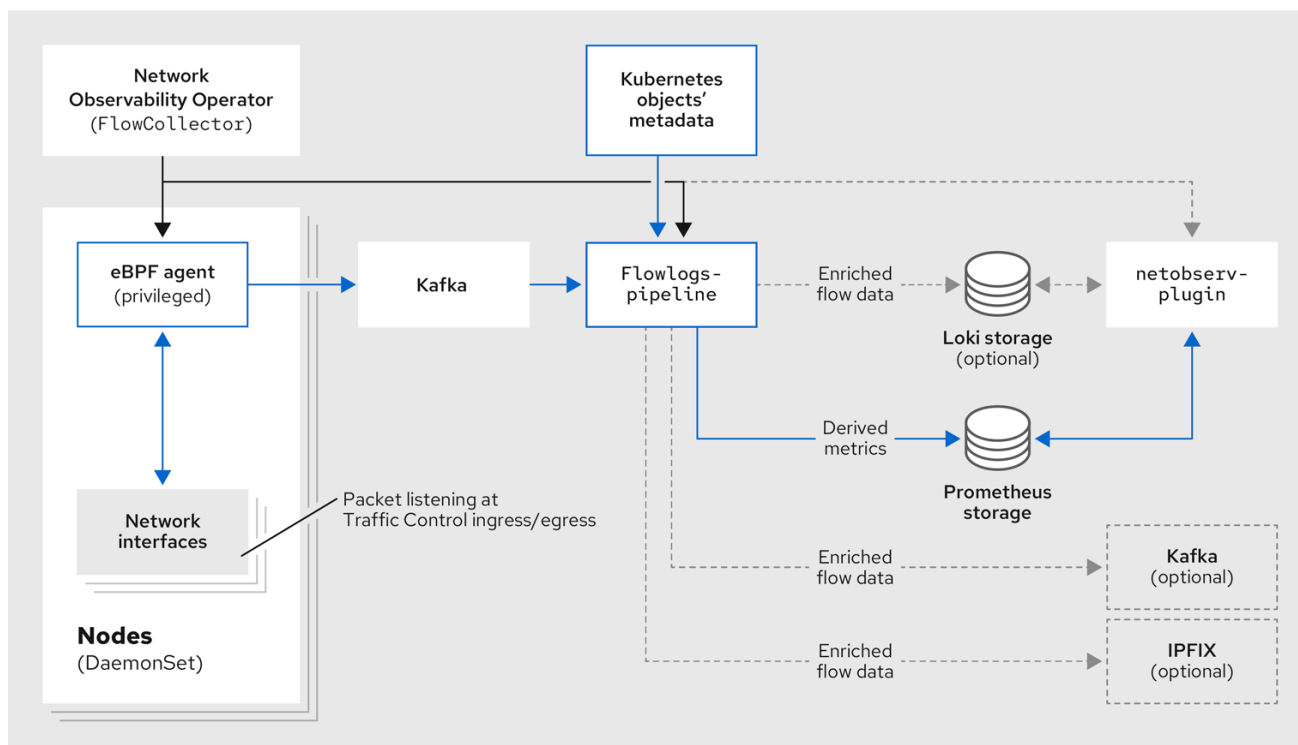 Network
Observability Operator
(FlowCollector)
Kubernetes
objects’
metadata
eBPF agent
(privileged)
Kafka
Flowlogs-
pipeline
Enriched
flow data
Loki storage
(optional)
netobserv-
plugin
Derived
metrics
Prometheus
storage
Network
interfaces
Packet listening at
Traffic Control ingress/egress
Enriched
flow data
Kafka
(optional)
Nodes
(DaemonSet)
Enriched
flow data
IPFIX
(optional)